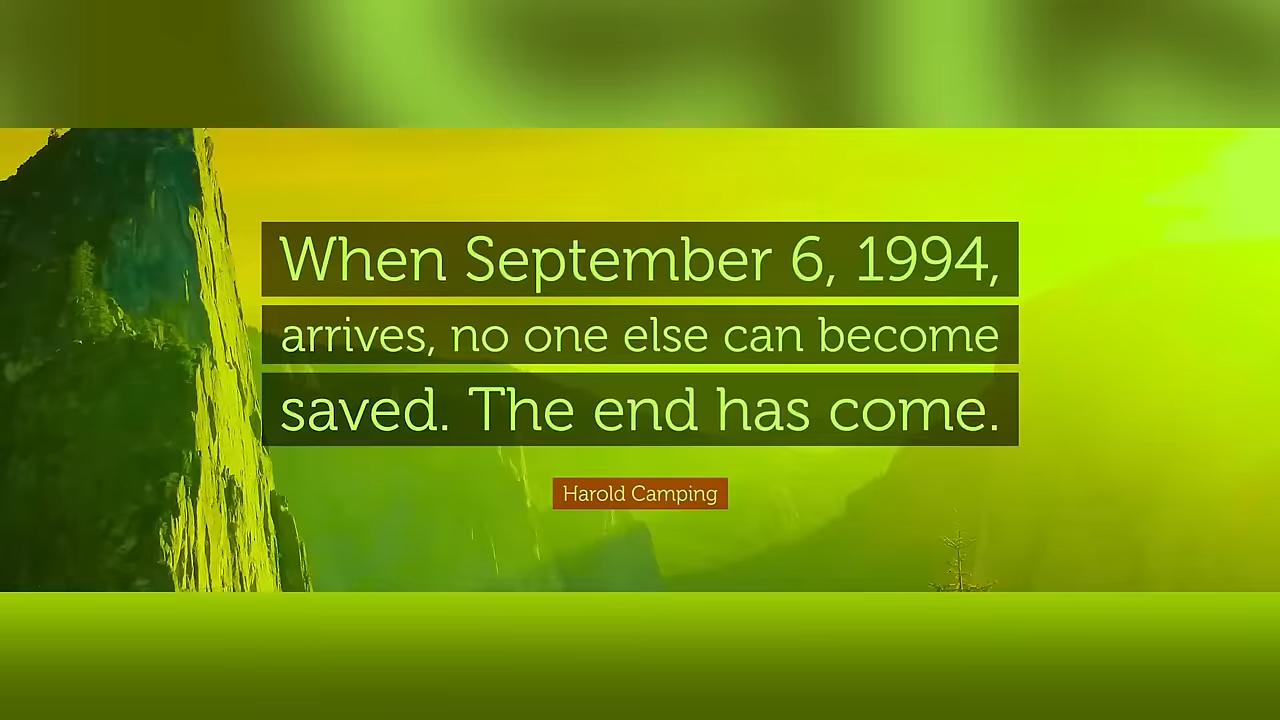 When September 6, 1994,
arrives, no one else can become
saved. The end has come.
Harold Camping